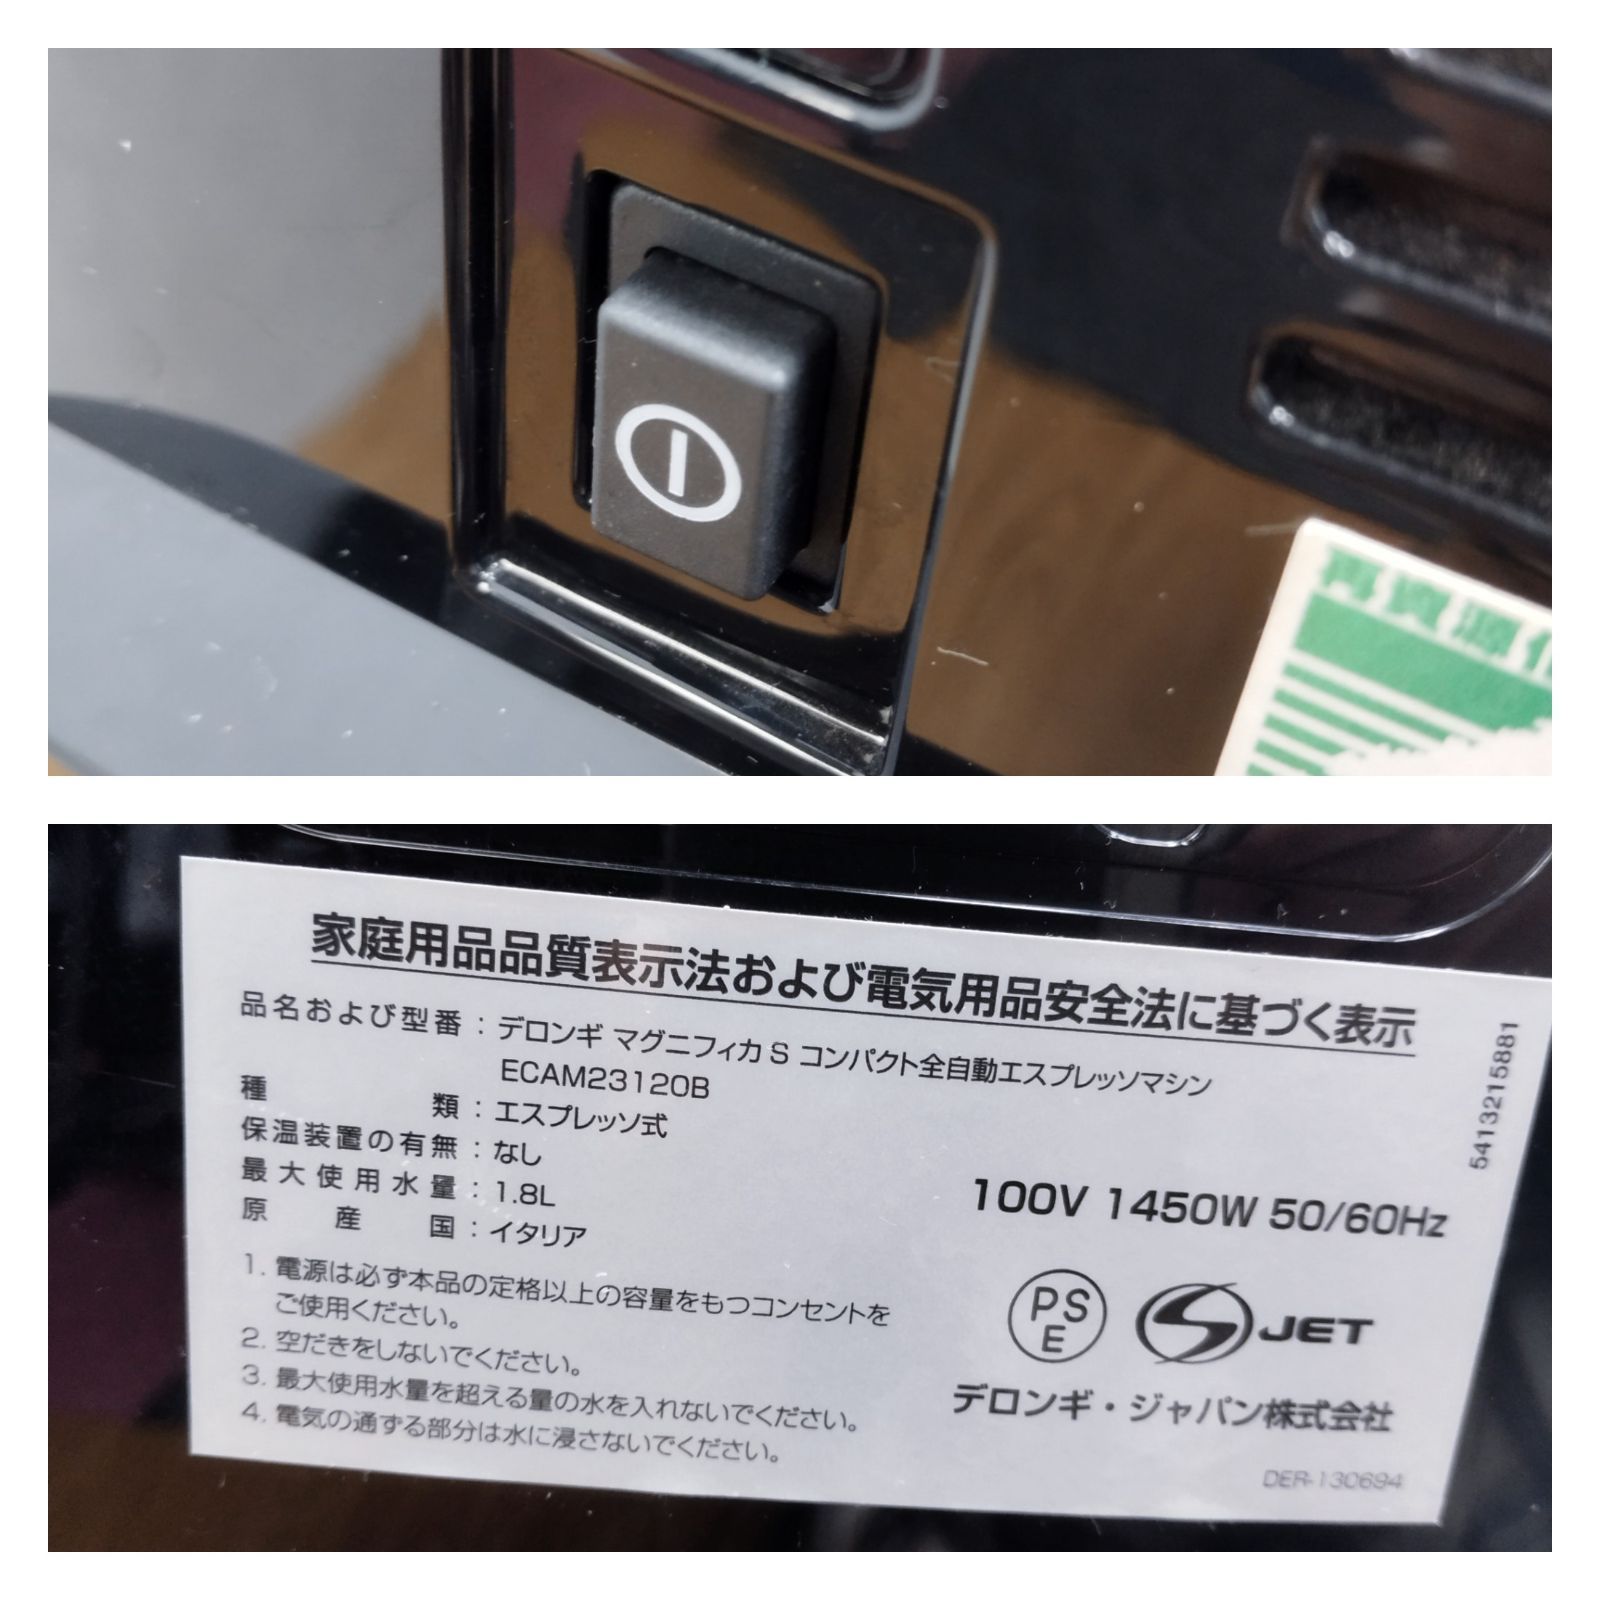 再資源化
家庭用品品質表示法および電気用品安全法に基づく表示
品名および型番：デロンギ マグニフィカ S コンパクト全自動エスプレッソマシン
ECAM23120B
種類：エスプレッソ式
保温装置の有無：なし
最大使用水量：1.8L
原産国：イタリア
1. 電源は必ず本品の定格以上の容量をもつコンセントを
ご使用ください。
2. 空だきをしないでください。
3. 最大使用水量を超える量の水を入れないでください。
4. 電気の通ずる部分は水に浸さないでください。
5413215881
100V 1450W 50/60Hz
PS
E
JET
デロンギ・ジャパン株式会社
DER-130694